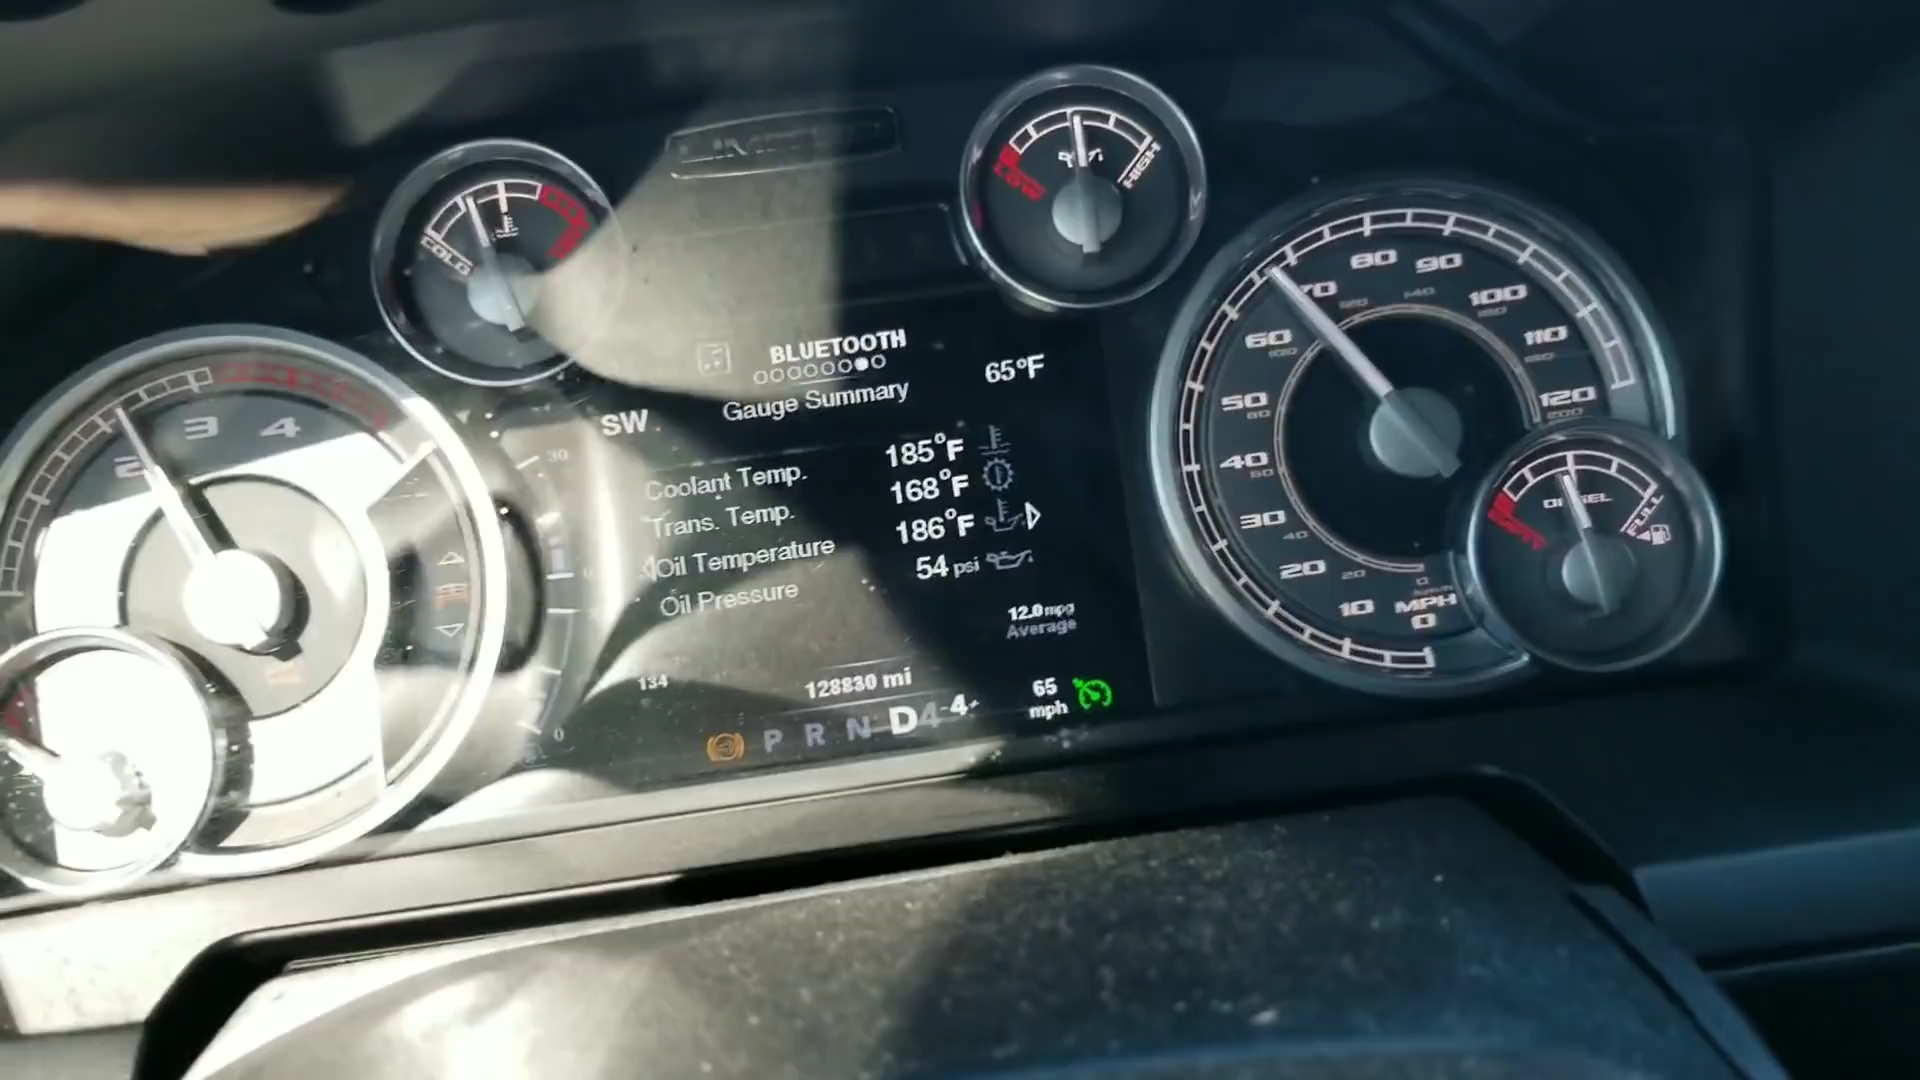 BLUETOOTH
Gauge Summary
65°F
SW
Coolant Temp. 185°F
Trans. Temp. 168°F
Oil Temperature 186°F
Oil Pressure 54 psi
12.0 mpg
Average
134
128830 mi
65
mph
P R N D 4
COLD
LOW
HIGH
2 3 4
30
0
0 10 20 30 40 50 60 70 80 90 100 110 120
MPH
DIESEL
FULL